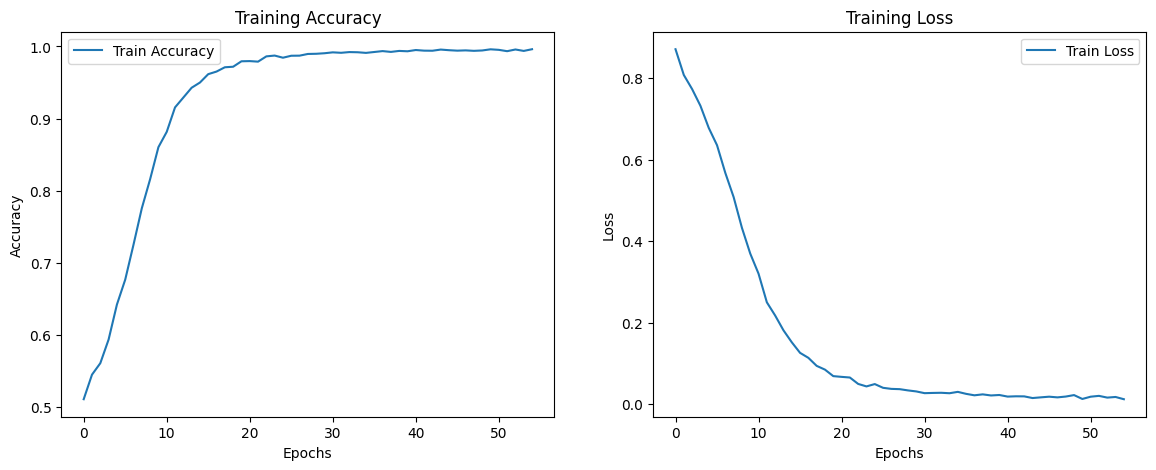 Training Accuracy
Train Accuracy
1.0
0.9
0.8
0.7
0.6
0.5
Accuracy
0 10 20 30 40 50
Epochs
Training Loss
Train Loss
0.8
0.6
0.4
0.2
0.0
Loss
0 10 20 30 40 50
Epochs